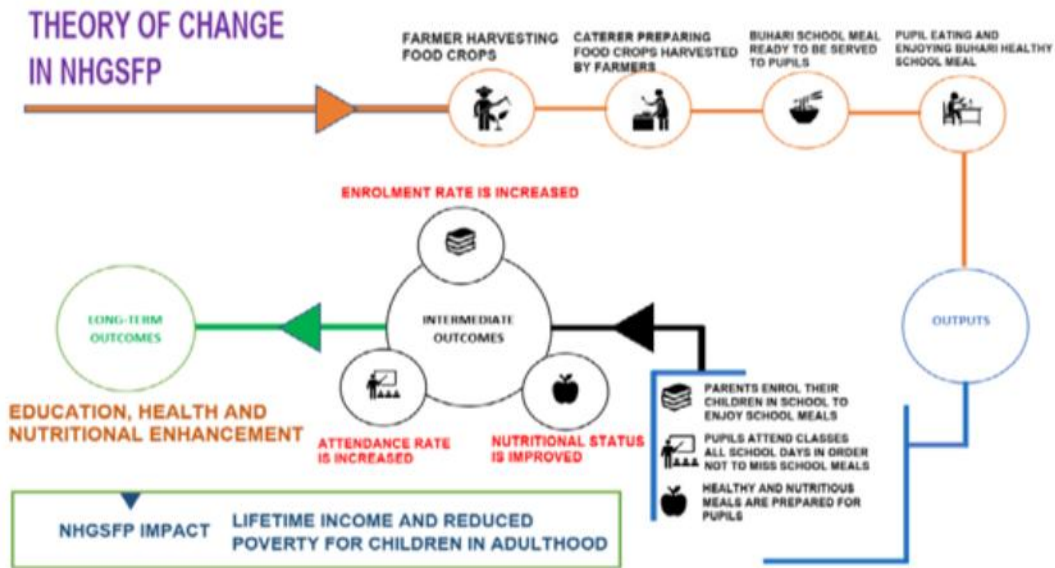 THEORY OF CHANGE
IN NHGSFP
FARMER HARVESTING
FOOD CROPS
CATERER PREPARING
FOOD CROPS HARVESTED
BY FARMERS
BUHARI SCHOOL MEAL
READY TO BE SERVED
TO PUPILS
PUPIL EATING AND
ENJOYING BUHARI HEALTHY
SCHOOL MEAL
OUTPUTS
PARENTS ENROL THEIR
CHILDREN IN SCHOOL TO
ENJOY SCHOOL MEALS
PUPILS ATTEND CLASSES
ALL SCHOOL DAYS IN ORDER
NOT TO MISS SCHOOL MEALS
HEALTHY AND NUTRITIOUS
MEALS ARE PREPARED FOR
PUPILS
ENROLMENT RATE IS INCREASED
INTERMEDIATE
OUTCOMES
ATTENDANCE RATE
IS INCREASED
NUTRITIONAL STATUS
IS IMPROVED
LONG-TERM
OUTCOMES
EDUCATION, HEALTH AND
NUTRITIONAL ENHANCEMENT
NHGSFP IMPACT
LIFETIME INCOME AND REDUCED
POVERTY FOR CHILDREN IN ADULTHOOD